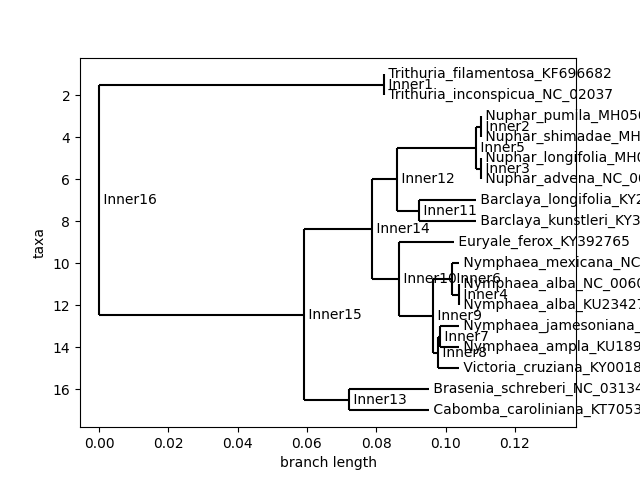 Trithuria_filamentosa_KF696682
Inner1
Trithuria_inconspicua_NC_02037
Nuphar_pumila_MH050
Inner2
Nuphar_shimadae_MH
Inner5
Nuphar_longifolia_MH0
Inner3
Nuphar_advena_NC_00
Inner12
Barclaya_longifolia_KY2
Inner11
Barclaya_kunstleri_KY3
Inner16
Inner14
Euryale_ferox_KY392765
Nymphaea_mexicana_NC
Inner10
Inner6
Nymphaea_alba_NC_0060
Inner4
Nymphaea_alba_KU23427
Inner15
Inner9
Nymphaea_jamesoniana_
Inner7
Nymphaea_ampla_KU189
Inner8
Victoria_cruziana_KY0018
Brasenia_schreberi_NC_03134
Inner13
Cabomba_caroliniana_KT7053
taxa
2
4
6
8
10
12
14
16
0.00 0.02 0.04 0.06 0.08 0.10 0.12
branch length